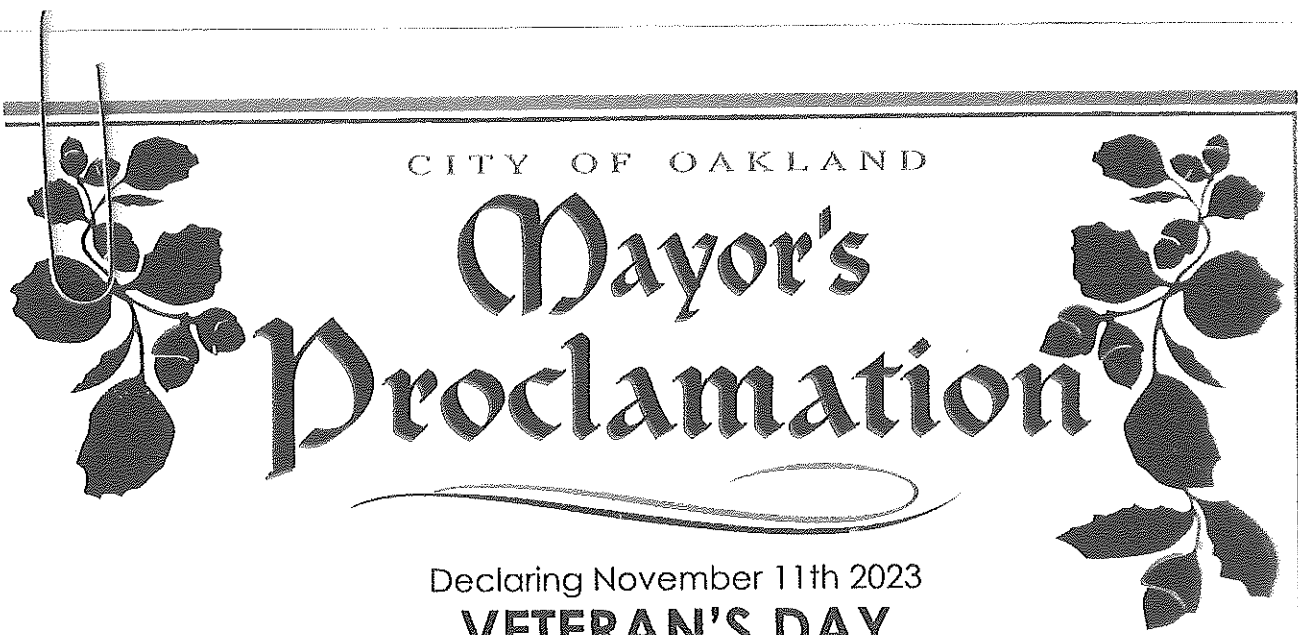 CITY OF OAKLAND
Mayor's
Proclamation
Declaring November 11th 2023
VETERAN'S DAY